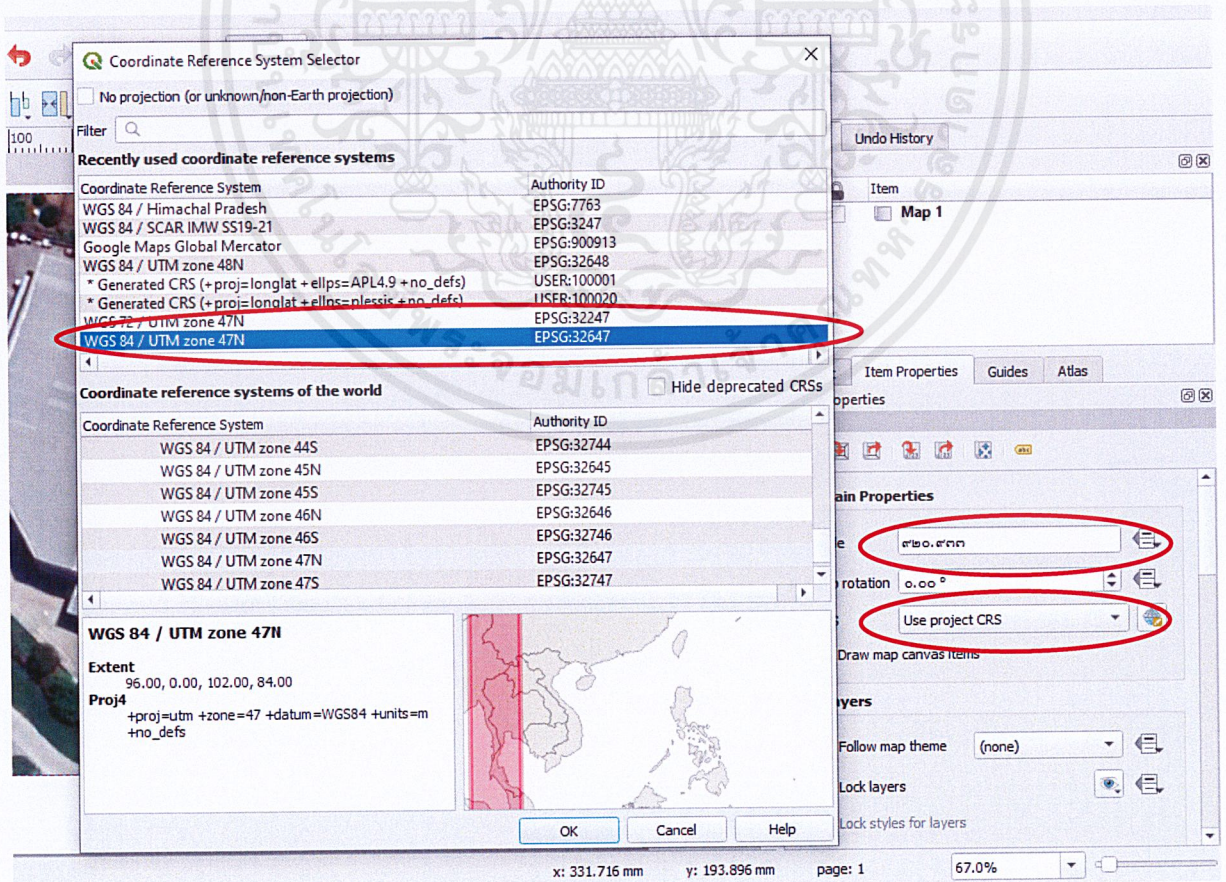 Coordinate Reference System Selector
No projection (or unknown/non-Earth projection)
Filter
100
Undo History
Recently used coordinate reference systems
Coordinate Reference System Authority ID
WGS 84 / Himachal Pradesh EPSG:7763
WGS 84 / SCAR IMW SS19-21 EPSG:3247
Google Maps Global Mercator EPSG:900913
WGS 84 / UTM zone 48N EPSG:32648
* Generated CRS (+proj=longlat +ellps=APL4.9 +no_defs) USER:100001
* Generated CRS (+proj=longlat +ellps=plessis +no_defs) USER:100020
WGS 72 / UTM zone 47N EPSG:32247
WGS 84 / UTM zone 47N EPSG:32647
Item
Map 1
Coordinate reference systems of the world
Hide deprecated CRSs
Coordinate Reference System Authority ID
WGS 84 / UTM zone 44S EPSG:32744
WGS 84 / UTM zone 45N EPSG:32645
WGS 84 / UTM zone 45S EPSG:32745
WGS 84 / UTM zone 46N EPSG:32646
WGS 84 / UTM zone 46S EPSG:32746
WGS 84 / UTM zone 47N EPSG:32647
WGS 84 / UTM zone 47S EPSG:32747
WGS 84 / UTM zone 47N
Extent
96.00, 0.00, 102.00, 84.00
Proj4
+proj=utm +zone=47 +datum=WGS84 +units=m
+no_defs
OK Cancel Help
Item Properties Guides Atlas
operties
ain Properties
๙๒๐.๙๓๓
rotation ๐.๐๐ °
Use project CRS
Draw map canvas items
yers
Follow map theme (none)
Lock layers
Lock styles for layers
x: 331.716 mm y: 193.896 mm page: 1 67.0%